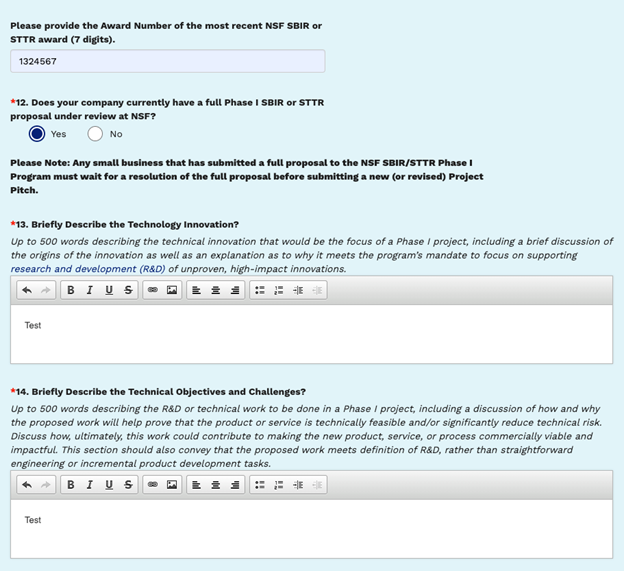 Please provide the Award Number of the most recent NSF SBIR or
STTR award (7 digits).
1324567
*12. Does your company currently have a full Phase I SBIR or STTR
proposal under review at NSF?
Yes No
Please Note: Any small business that has submitted a full proposal to the NSF SBIR/STTR Phase I
Program must wait for a resolution of the full proposal before submitting a new (or revised) Project
Pitch.
*13. Briefly Describe the Technology Innovation?
Up to 500 words describing the technical innovation that would be the focus of a Phase I project, including a brief discussion of
the origins of the innovation as well as an explanation as to why it meets the program's mandate to focus on supporting
research and development (R&D) of unproven, high-impact innovations.
B I U S
Test
*14. Briefly Describe the Technical Objectives and Challenges?
Up to 500 words describing the R&D or technical work to be done in a Phase I project, including a discussion of how and why
the proposed work will help prove that the product or service is technically feasible and/or significantly reduce technical risk.
Discuss how, ultimately, this work could contribute to making the new product, service, or process commercially viable and
impactful. This section should also convey that the proposed work meets definition of R&D, rather than straightforward
engineering or incremental product development tasks.
B I U S
Test